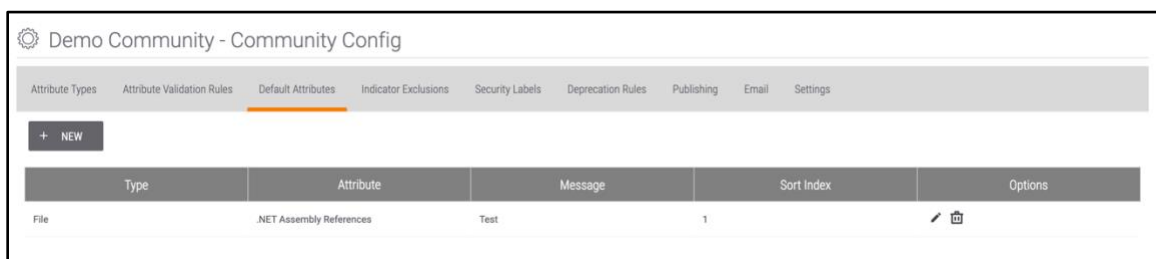 Demo Community - Community Config
Attribute Types Attribute Validation Rules Default Attributes Indicator Exclusions Security Labels Deprecation Rules Publishing Email Settings
+ NEW
Type Attribute Message Sort Index Options
File .NET Assembly References Test 1